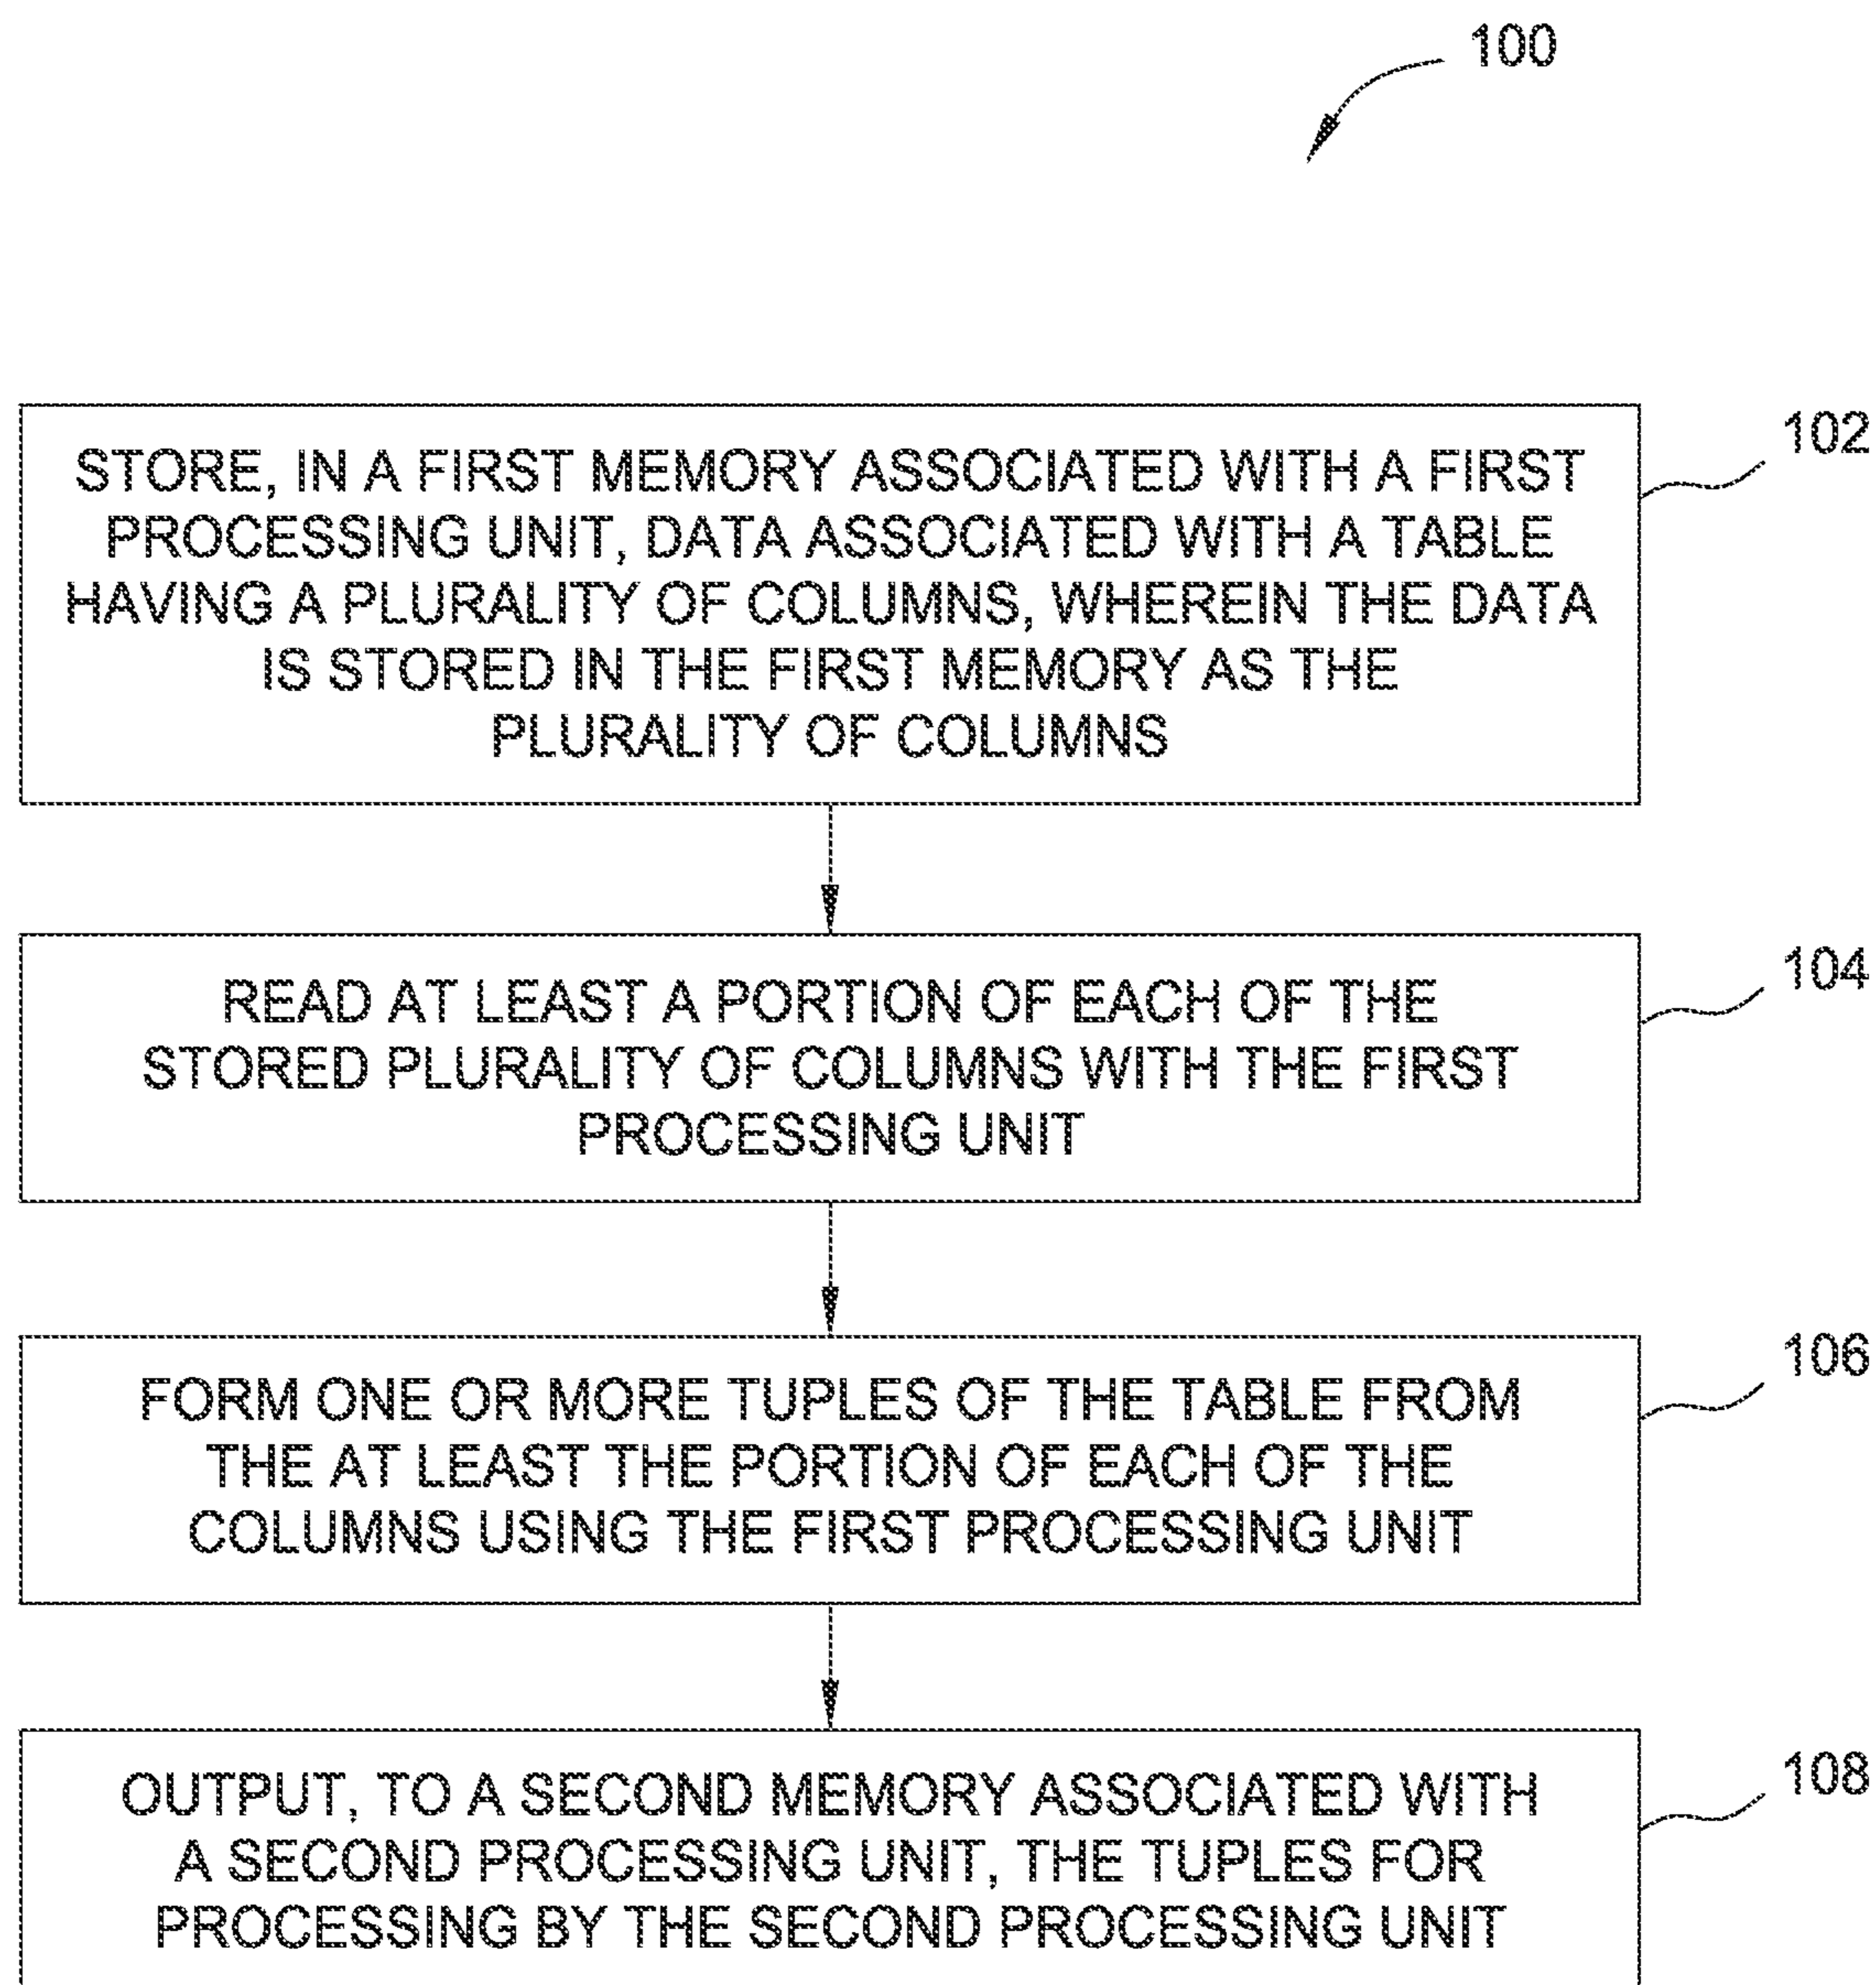 100
STORE, IN A FIRST MEMORY ASSOCIATED WITH A FIRST
PROCESSING UNIT, DATA ASSOCIATED WITH A TABLE
HAVING A PLURALITY OF COLUMNS, WHEREIN THE DATA
IS STORED IN THE FIRST MEMORY AS THE
PLURALITY OF COLUMNS
102
READ AT LEAST A PORTION OF EACH OF THE
STORED PLURALITY OF COLUMNS WITH THE FIRST
PROCESSING UNIT
104
FORM ONE OR MORE TUPLES OF THE TABLE FROM
THE AT LEAST THE PORTION OF EACH OF THE
COLUMNS USING THE FIRST PROCESSING UNIT
106
OUTPUT, TO A SECOND MEMORY ASSOCIATED WITH
A SECOND PROCESSING UNIT, THE TUPLES FOR
PROCESSING BY THE SECOND PROCESSING UNIT
108